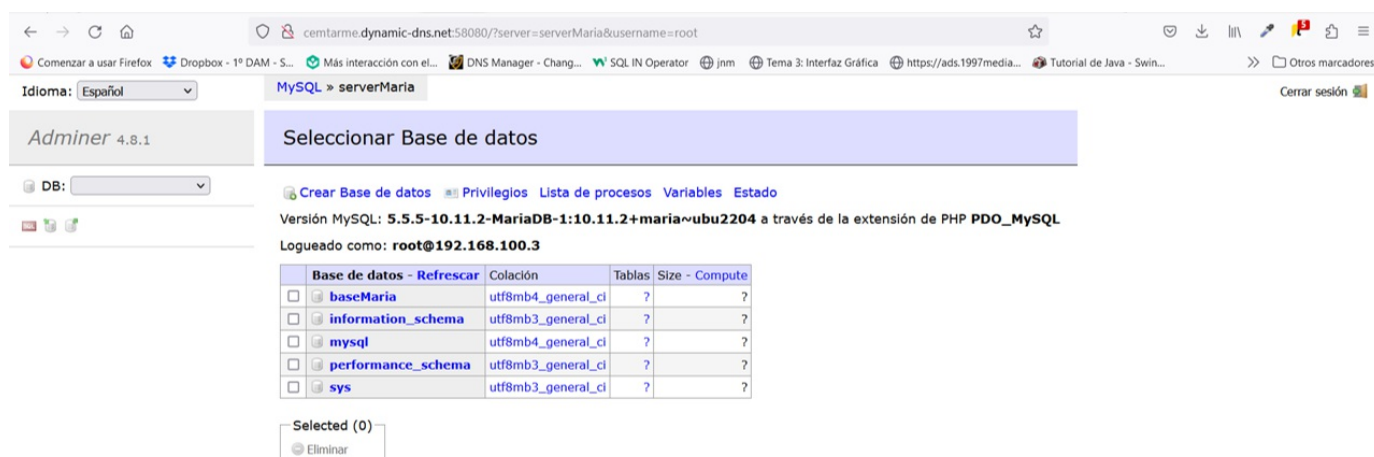 cemtarme.dynamic-dns.net:58080/?server=serverMaria&username=root
5
Comenzar a usar Firefox Dropbox - 1º DAM - S... Más interacción con el... DNS Manager - Chang... SQL IN Operator jnm Tema 3: Interfaz Gráfica https://ads.1997media... Tutorial de Java - Swin... Otros marcadores
Idioma: Español MySQL » serverMaria Cerrar sesión
Adminer 4.8.1 Seleccionar Base de datos
DB:
Crear Base de datos Privilegios Lista de procesos Variables Estado
Versión MySQL: 5.5.5-10.11.2-MariaDB-1:10.11.2+maria~ubu2204 a través de la extensión de PHP PDO_MySQL
Logueado como: root@192.168.100.3
Base de datos - Refrescar Colación Tablas Size - Compute
baseMaria utf8mb4_general_ci ? ?
information_schema utf8mb3_general_ci ? ?
mysql utf8mb4_general_ci ? ?
performance_schema utf8mb3_general_ci ? ?
sys utf8mb3_general_ci ? ?
Selected (0)
Eliminar